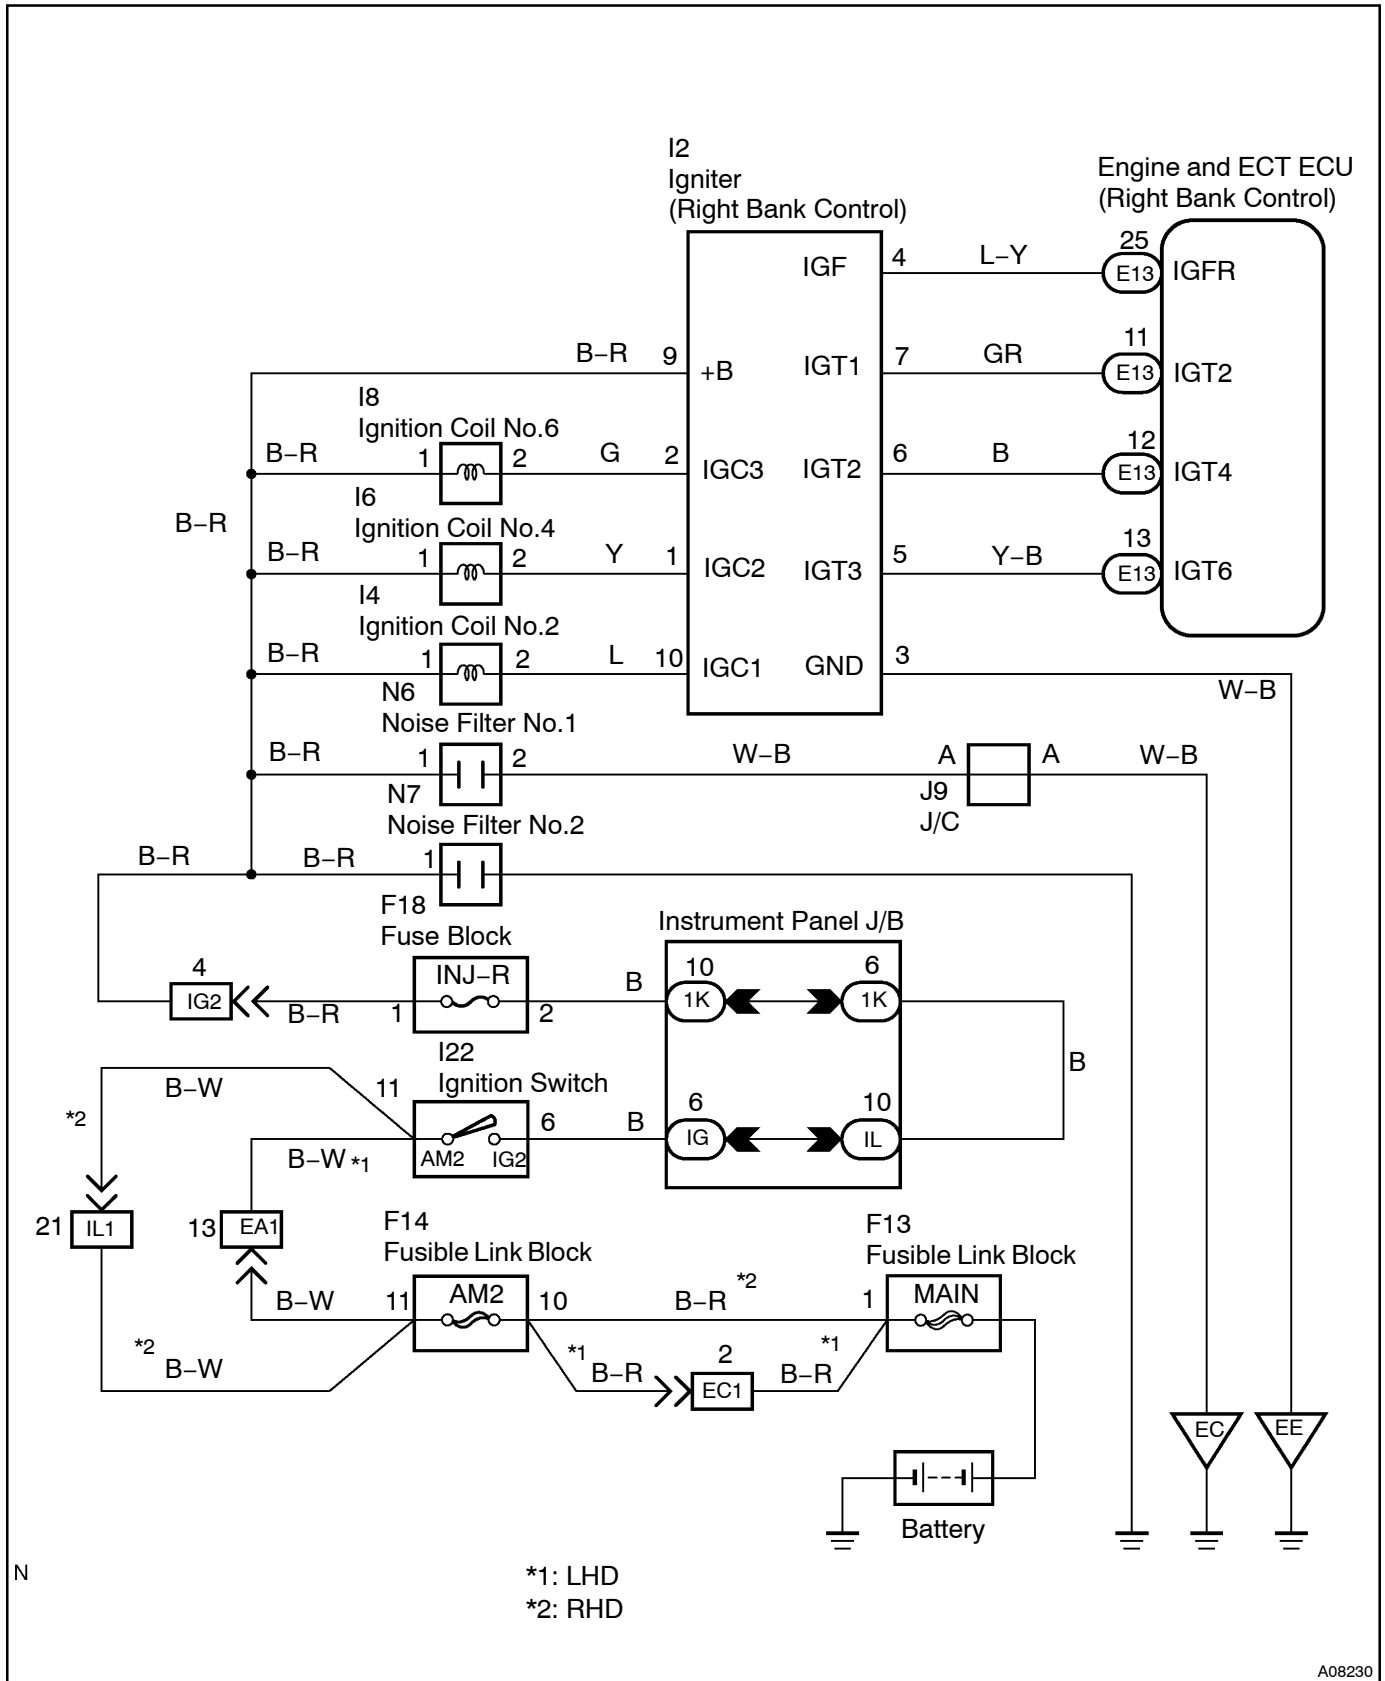 I2
Igniter
(Right Bank Control)
Engine and ECT ECU
(Right Bank Control)
IGF
4
L–Y
25
E13
IGFR
B–R
9
+B
IGT1
7
GR
11
E13
IGT2
I8
Ignition Coil No.6
B–R
1
2
G
2
IGC3
IGT2
6
B
12
E13
IGT4
B–R
I6
Ignition Coil No.4
B–R
1
2
Y
1
IGC2
IGT3
5
Y–B
13
E13
IGT6
I4
Ignition Coil No.2
B–R
1
2
L
10
IGC1
GND
3
W–B
N6
Noise Filter No.1
B–R
1
2
W–B
A
A
W–B
J9
J/C
N7
Noise Filter No.2
B–R
B–R
1
F18
Fuse Block
Instrument Panel J/B
4
IG2
B–R
1
INJ–R
2
B
10
1K
6
1K
B
I22
Ignition Switch
B–W
11
*2
B–W *1
AM2
IG2
6
B
6
IG
10
IL
21
IL1
13
EA1
F14
Fusible Link Block
F13
Fusible Link Block
B–W
11
AM2
10
B–R *2
1
MAIN
*2
B–W
*1
B–R
2
EC1
B–R
*1
EC
EE
Battery
N
*1: LHD
*2: RHD
A08230